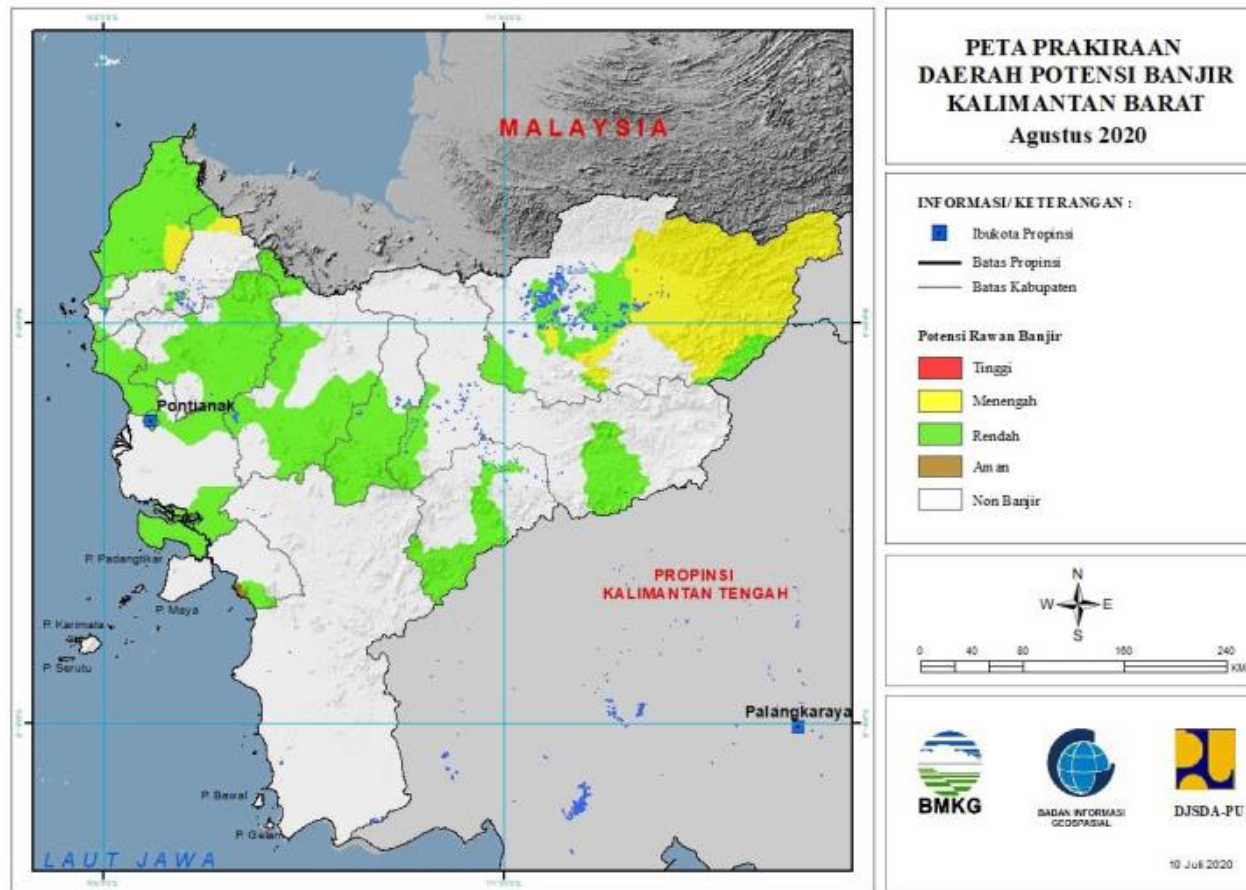 PETA PRAKIRAAN
DAERAH POTENSI BANJIR
KALIMANTAN BARAT
Agustus 2020
INFORMASI/KETERANGAN :
Ibukota Propinsi
Batas Propinsi
Batas Kabupaten
Potensi Rawan Banjir
Tinggi
Menengah
Rendah
Aman
Non Banjir
N
W E
S
0 40 80 160 240
KM
BMKG
BADAN INFORMASI
GEOSPASIAL
DJSDA-PU
10 Juli 2020
MALAYSIA
Pontianak
P. Padangtikar
P. Maya
P. Karimata
P. Serutu
PROPINSI
KALIMANTAN TENGAH
Palangkaraya
P. Bawal
P. Gelam
LAUT JAWA